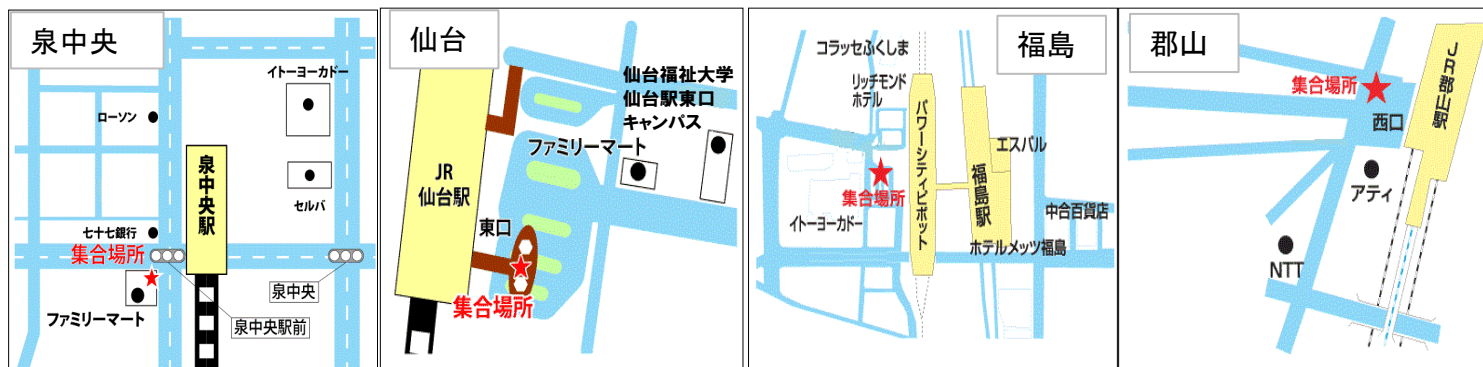 泉中央
イトーヨーカドー
ローソン
泉中央駅
セルバ
七十七銀行
集合場所
泉中央
ファミリーマート
泉中央駅前
仙台
仙台福祉大学
仙台駅東口
キャンパス
ファミリーマート
JR
仙台駅
東口
集合場所
福島
コラッセふくしま
リッチモンド
ホテル
パワーシティピボット
エスパル
福島駅
集合場所
イトーヨーカドー
中合百貨店
ホテルメッツ福島
郡山
JR郡山駅
集合場所
西口
アティ
NTT